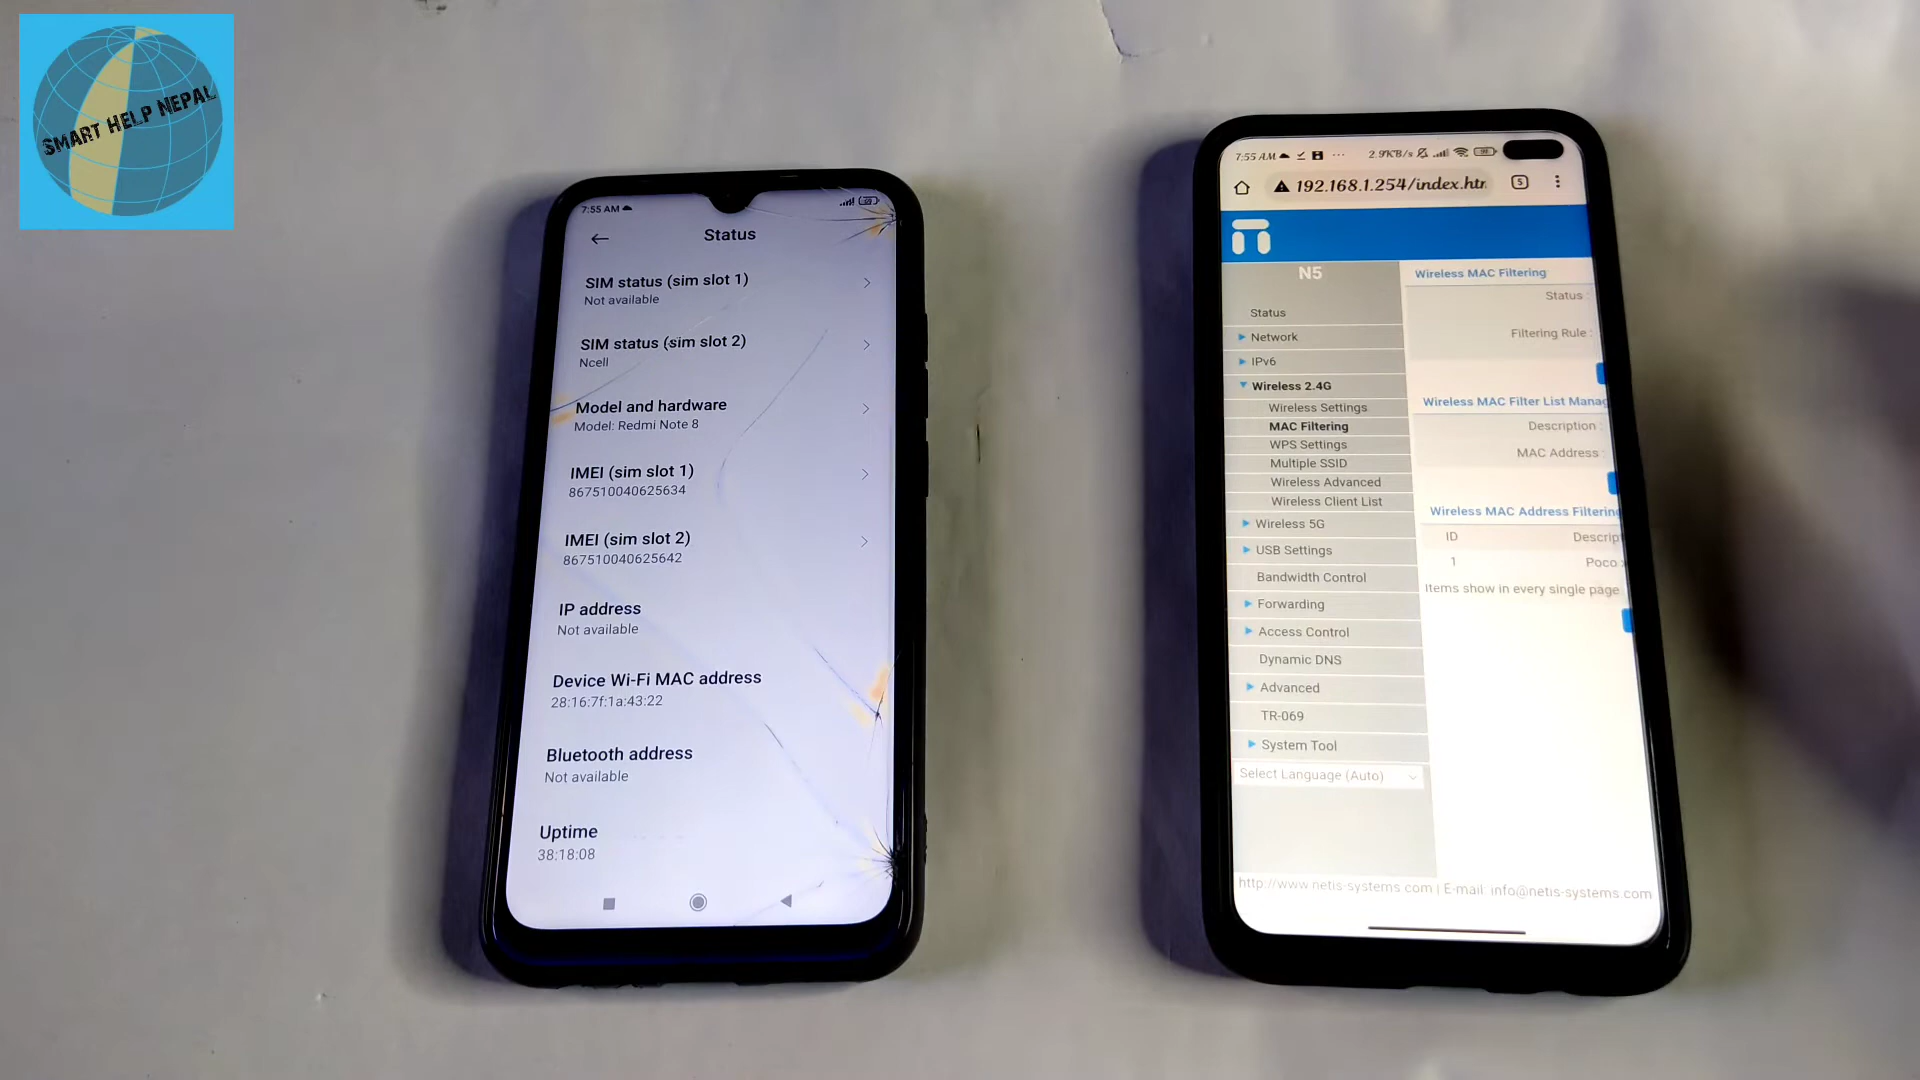 SMART HELP NEPAL
7:55 AM
Status
SIM status (sim slot 1)
Not available
SIM status (sim slot 2)
Ncell
Model and hardware
Model: Redmi Note 8
IMEI (sim slot 1)
867510040625634
IMEI (sim slot 2)
867510040625642
IP address
Not available
Device Wi-Fi MAC address
28:16:7f:1a:43:22
Bluetooth address
Not available
Uptime
38:18:08
7:55 AM ... 2.9KB/s
192.168.1.254/index.htm
5
N5
Status
Network
IPv6
Wireless 2.4G
Wireless Settings
MAC Filtering
WPS Settings
Multiple SSID
Wireless Advanced
Wireless Client List
Wireless 5G
USB Settings
Bandwidth Control
Forwarding
Access Control
Dynamic DNS
Advanced
TR-069
System Tool
Select Language (Auto)
Wireless MAC Filtering
Status :
Filtering Rule :
Wireless MAC Filter List Manag
Description :
MAC Address :
Wireless MAC Address Filtering
ID Descrip
1 Poco
Items show in every single page
http://www.netis-systems.com | E-mail: info@netis-systems.com